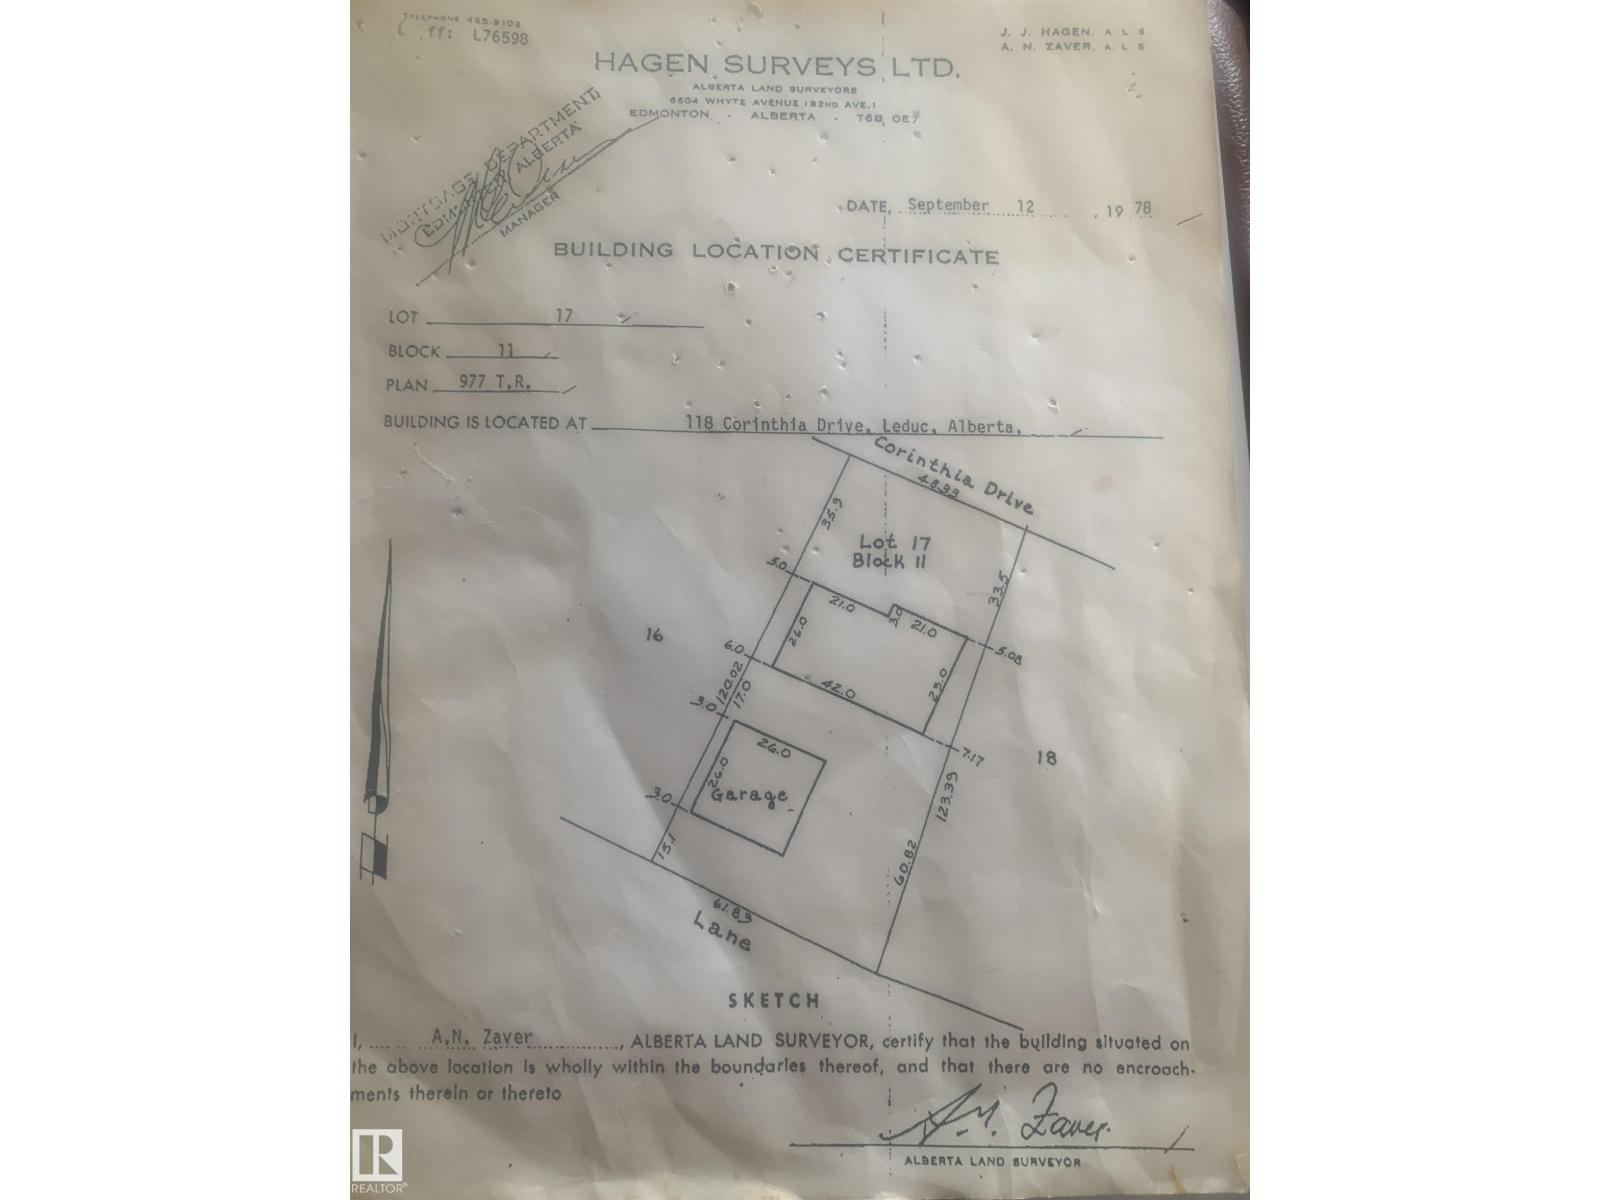 TELEPHONE 465-8102
ff: L76598
J. J. HAGEN, A L S
A. N. ZAVER, A L S
HAGEN SURVEYS LTD.
ALBERTA LAND SURVEYORS
6604 WHYTE AVENUE (82ND AVE.)
EDMONTON - ALBERTA - T6B 0E7
MORTGAGE DEPARTMENT
EDMONTON, ALBERTA
MANAGER
DATE, September 12, 19 78
BUILDING LOCATION CERTIFICATE
LOT 17
BLOCK 11
PLAN 977 T.R.
BUILDING IS LOCATED AT 118 Corinthia Drive, Leduc, Alberta,
Corinthia Drive
48.33
35.9
Lot 17
Block 11
33.5
5.0
21.0
3.0
21.0
26.0
16
6.0
5.08
120.02
17.0
42.0
29.0
3.0
26.0
7.17
18
26.0
Garage
3.0
123.39
15.1
60.82
61.83
Lane
SKETCH
I, A.N. Zaver, ALBERTA LAND SURVEYOR, certify that the building situated on
the above location is wholly within the boundaries thereof, and that there are no encroach-
ments therein or thereto
A.N. Zaver.
ALBERTA LAND SURVEYOR
R
REALTOR®